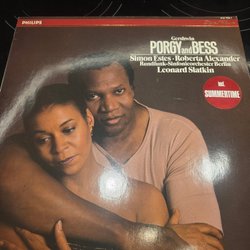 PHILIPS
Gershwin
PORGY and BESS
Simon Estes · Roberta Alexander
Rundfunk-Sinfonieorchester Berlin
Leonard Slatkin
incl.
SUMMERTIME